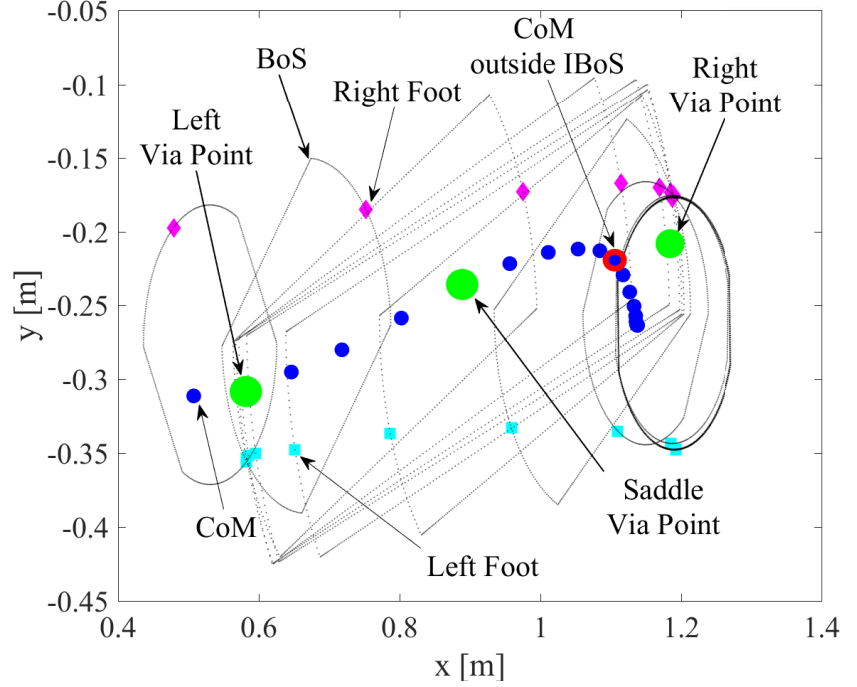 CoM
outside IBoS
BoS
Right Foot
Right
Via Point
Left
Via Point
CoM
Left Foot
Saddle
Via Point
-0.05
-0.1
-0.15
-0.2
-0.25
-0.3
-0.35
-0.4
-0.45
y [m]
0.4
0.6
0.8
1
1.2
1.4
x [m]